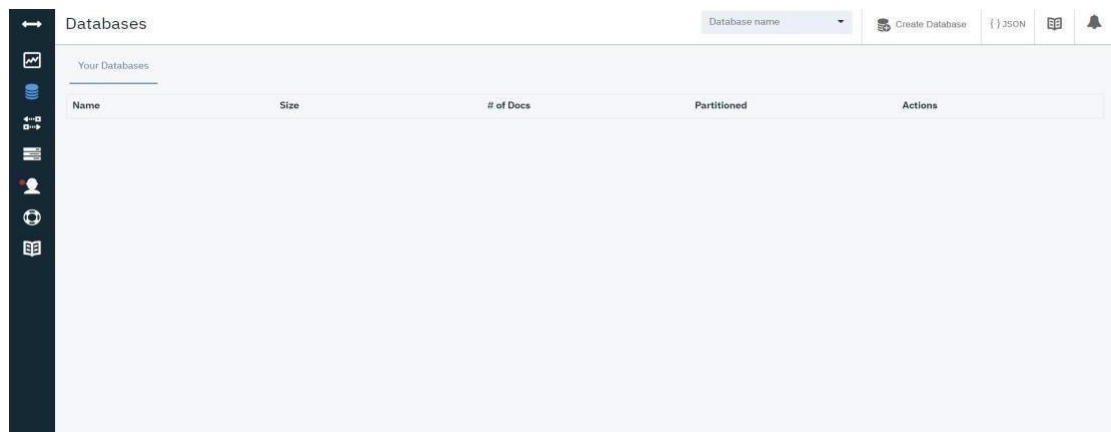 Databases
Database name
Create Database
{ } JSON
Your Databases
Name Size # of Docs Partitioned Actions